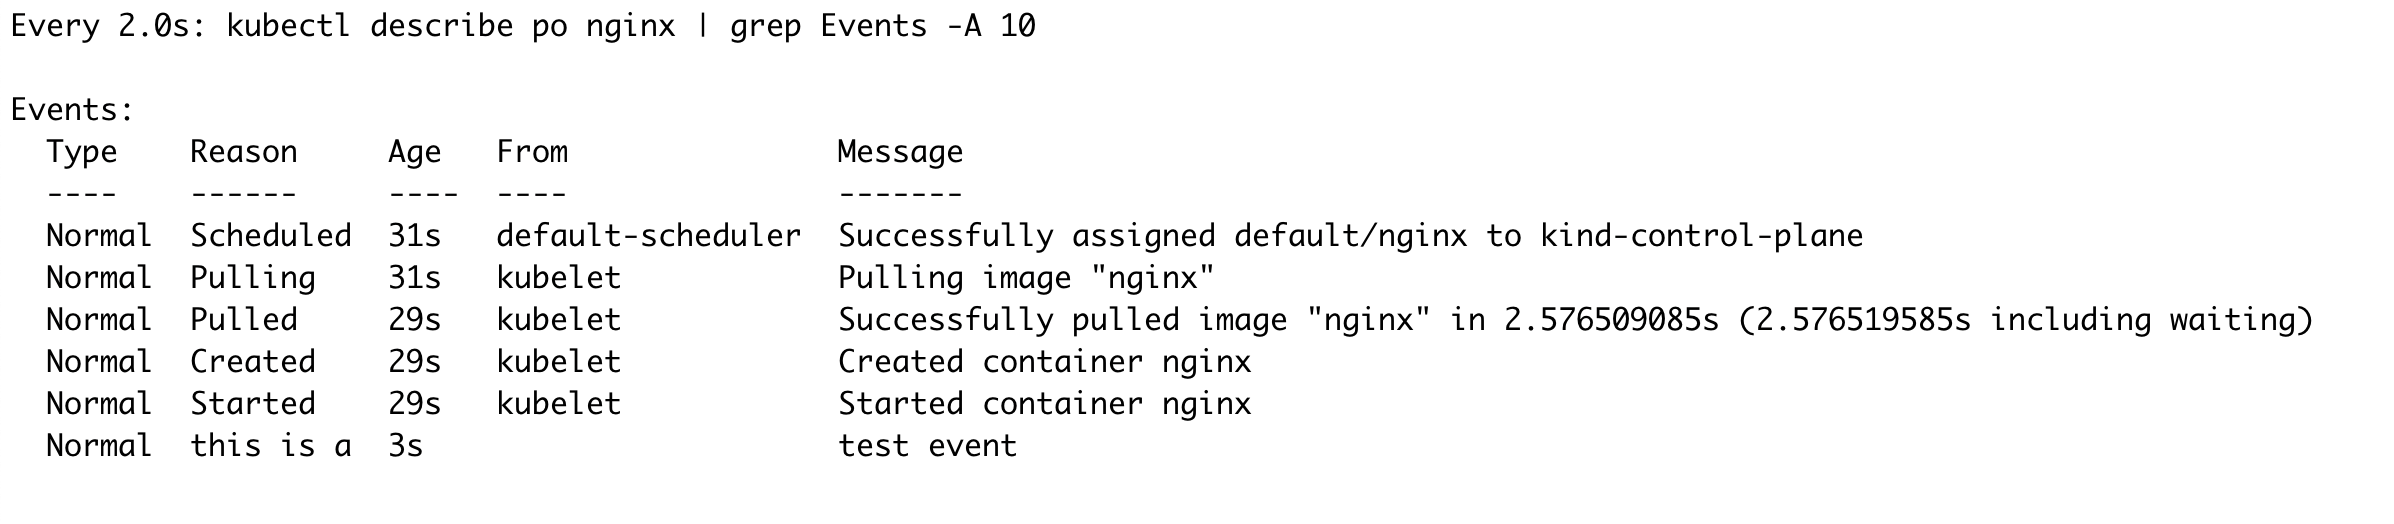 Every 2.0s: kubectl describe po nginx | grep Events -A 10

Events:
  Type    Reason     Age   From               Message
  ----    ------     ----  ----               -------
  Normal  Scheduled  31s   default-scheduler  Successfully assigned default/nginx to kind-control-plane
  Normal  Pulling    31s   kubelet            Pulling image "nginx"
  Normal  Pulled     29s   kubelet            Successfully pulled image "nginx" in 2.576509085s (2.576519585s including waiting)
  Normal  Created    29s   kubelet            Created container nginx
  Normal  Started    29s   kubelet            Started container nginx
  Normal  this is a  3s                       test event